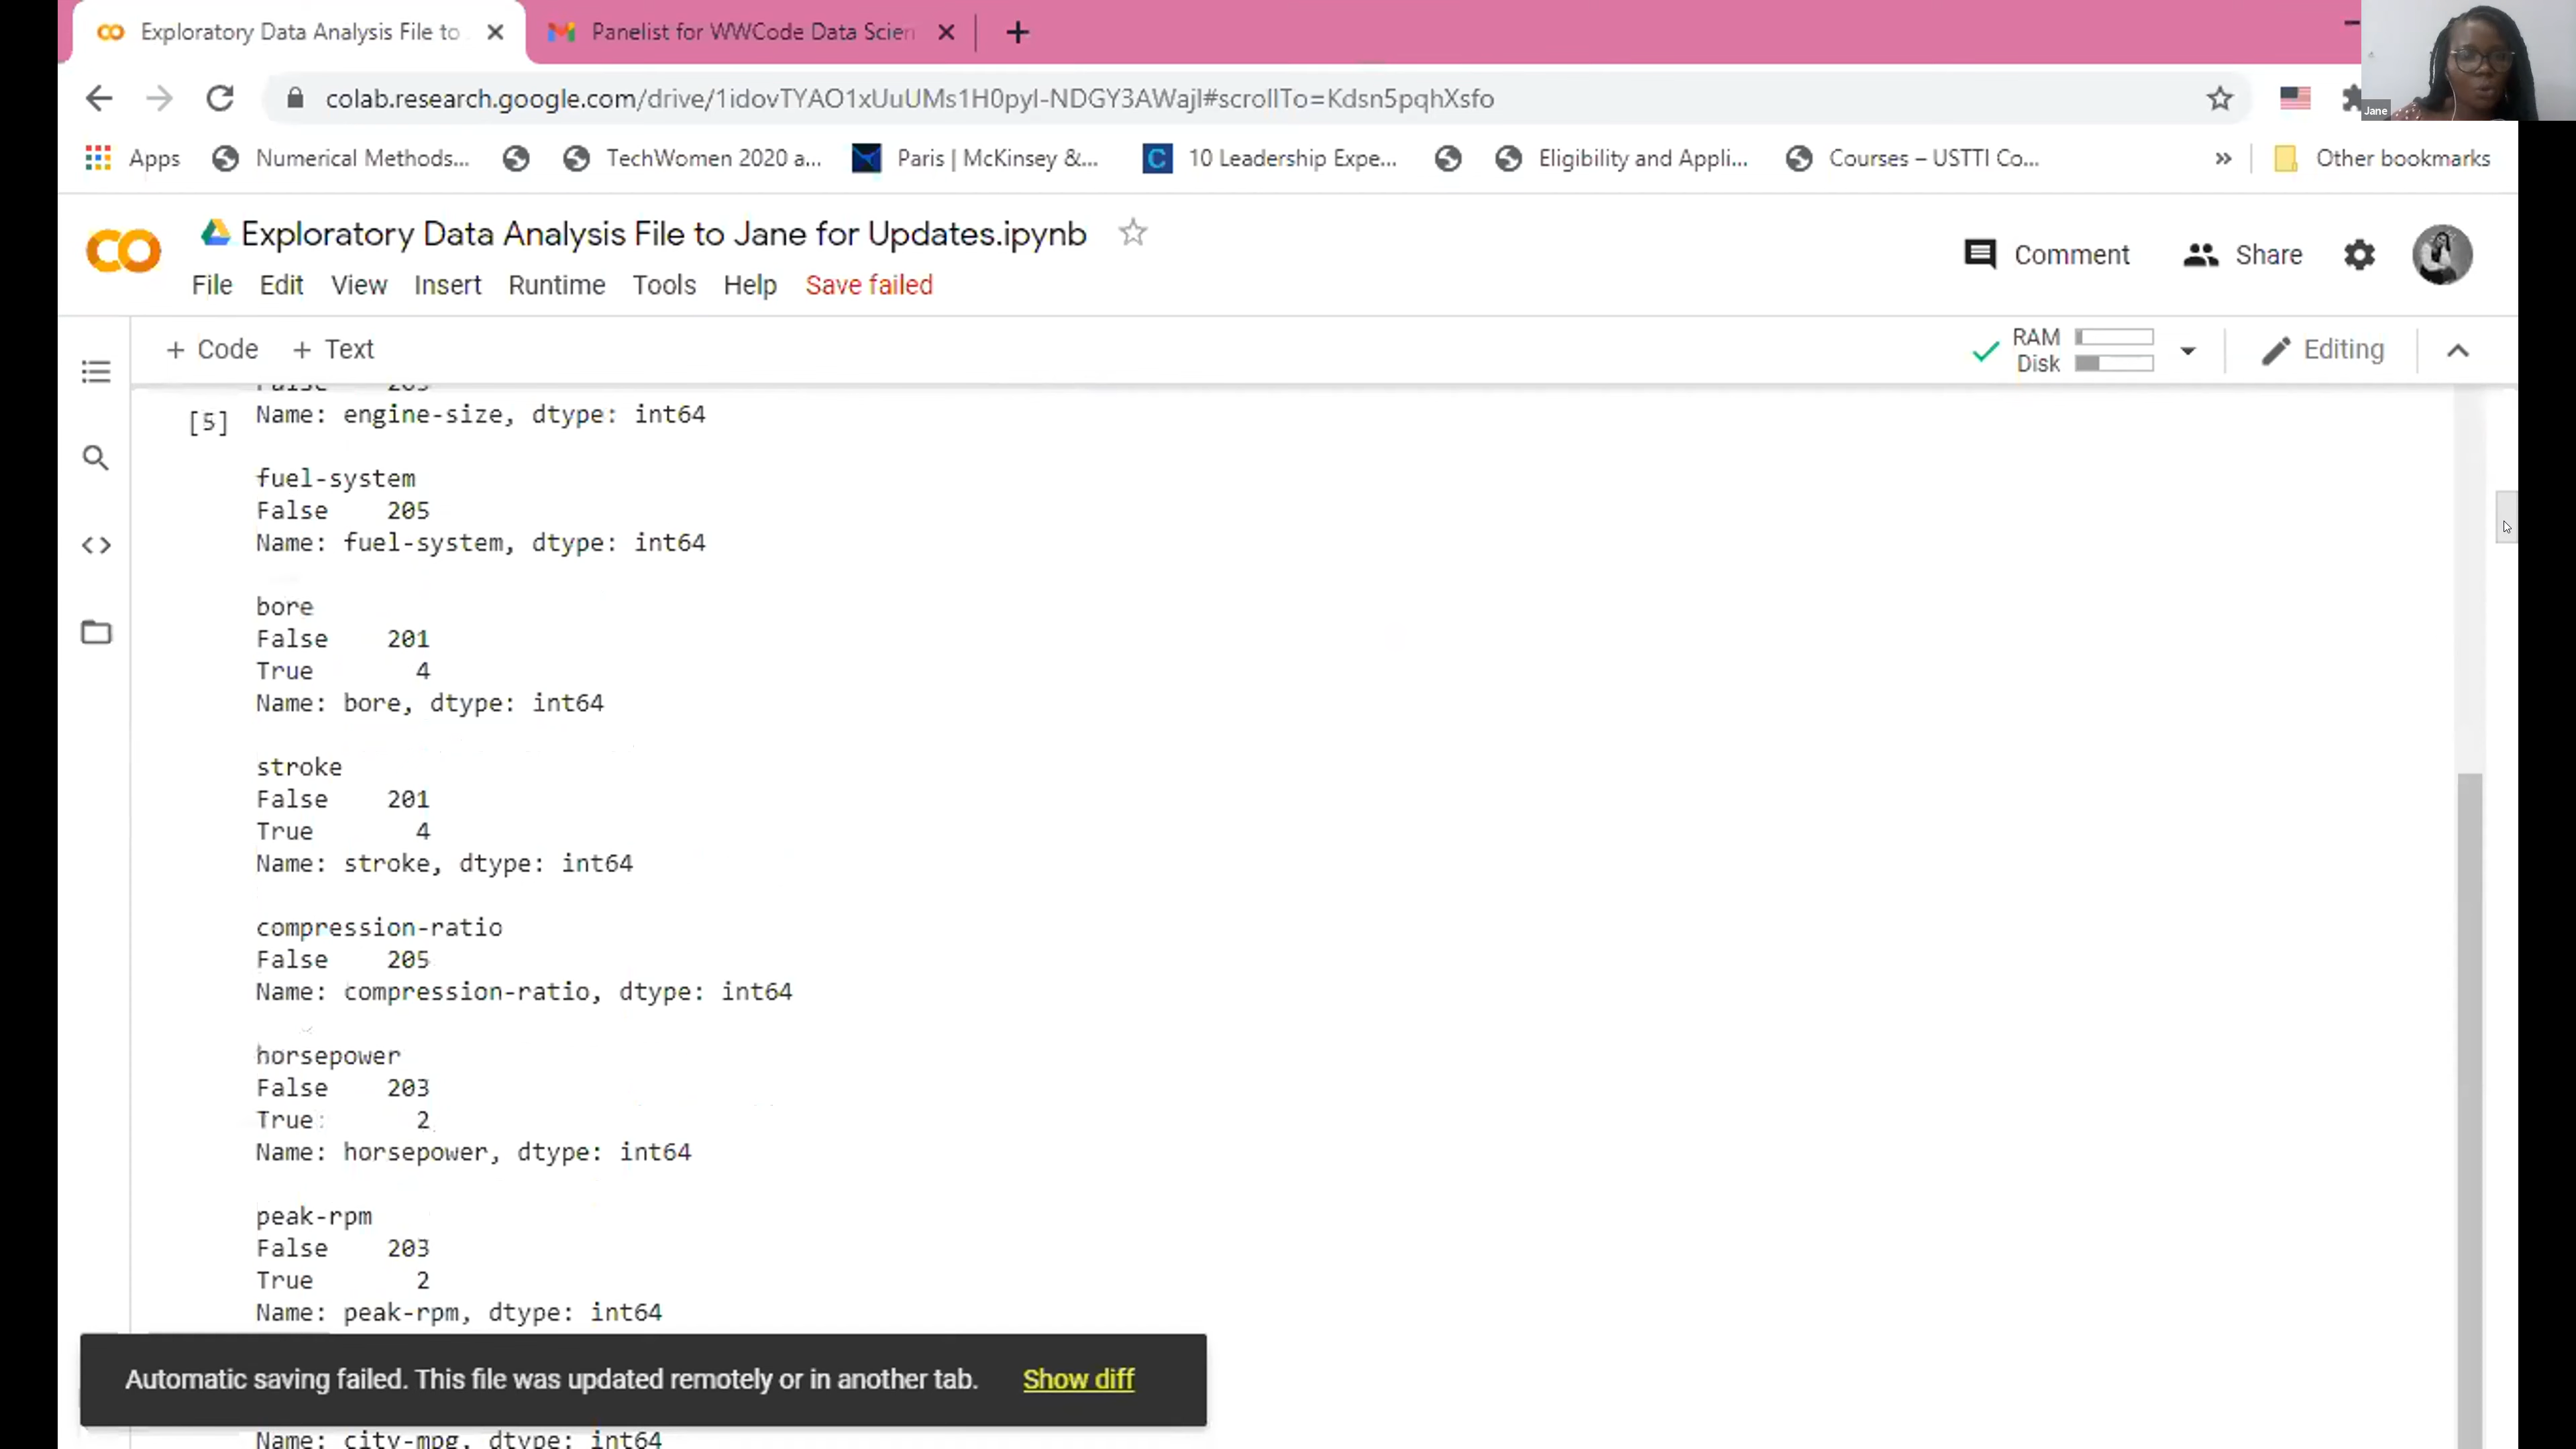 Exploratory Data Analysis File to
Panelist for WWCode Data Scien
colab.research.google.com/drive/1idovTYAO1xUuUMs1H0pyI-NDGY3AWajI#scrollTo=Kdsn5pqhXsfo
Apps Numerical Methods... TechWomen 2020 a... Paris | McKinsey &... C 10 Leadership Expe... Eligibility and Appli... Courses – USTTI Co... » Other bookmarks
Jane
Exploratory Data Analysis File to Jane for Updates.ipynb
Comment Share
File Edit View Insert Runtime Tools Help Save failed
+ Code + Text
RAM
Disk
Editing
False 205
[5] Name: engine-size, dtype: int64
fuel-system
False 205
Name: fuel-system, dtype: int64
bore
False 201
True 4
Name: bore, dtype: int64
stroke
False 201
True 4
Name: stroke, dtype: int64
compression-ratio
False 205
Name: compression-ratio, dtype: int64
horsepower
False 203
True 2
Name: horsepower, dtype: int64
peak-rpm
False 203
True 2
Name: peak-rpm, dtype: int64
Automatic saving failed. This file was updated remotely or in another tab. Show diff
Name: city-mpg, dtype: int64